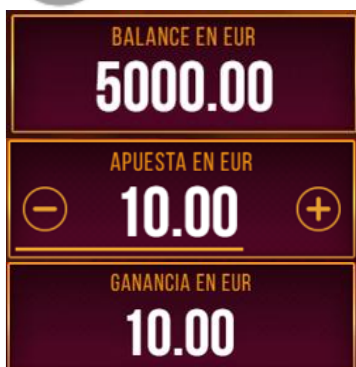 BALANCE EN EUR
5000.00
APUESTA EN EUR
10.00
GANANCIA EN EUR
10.00